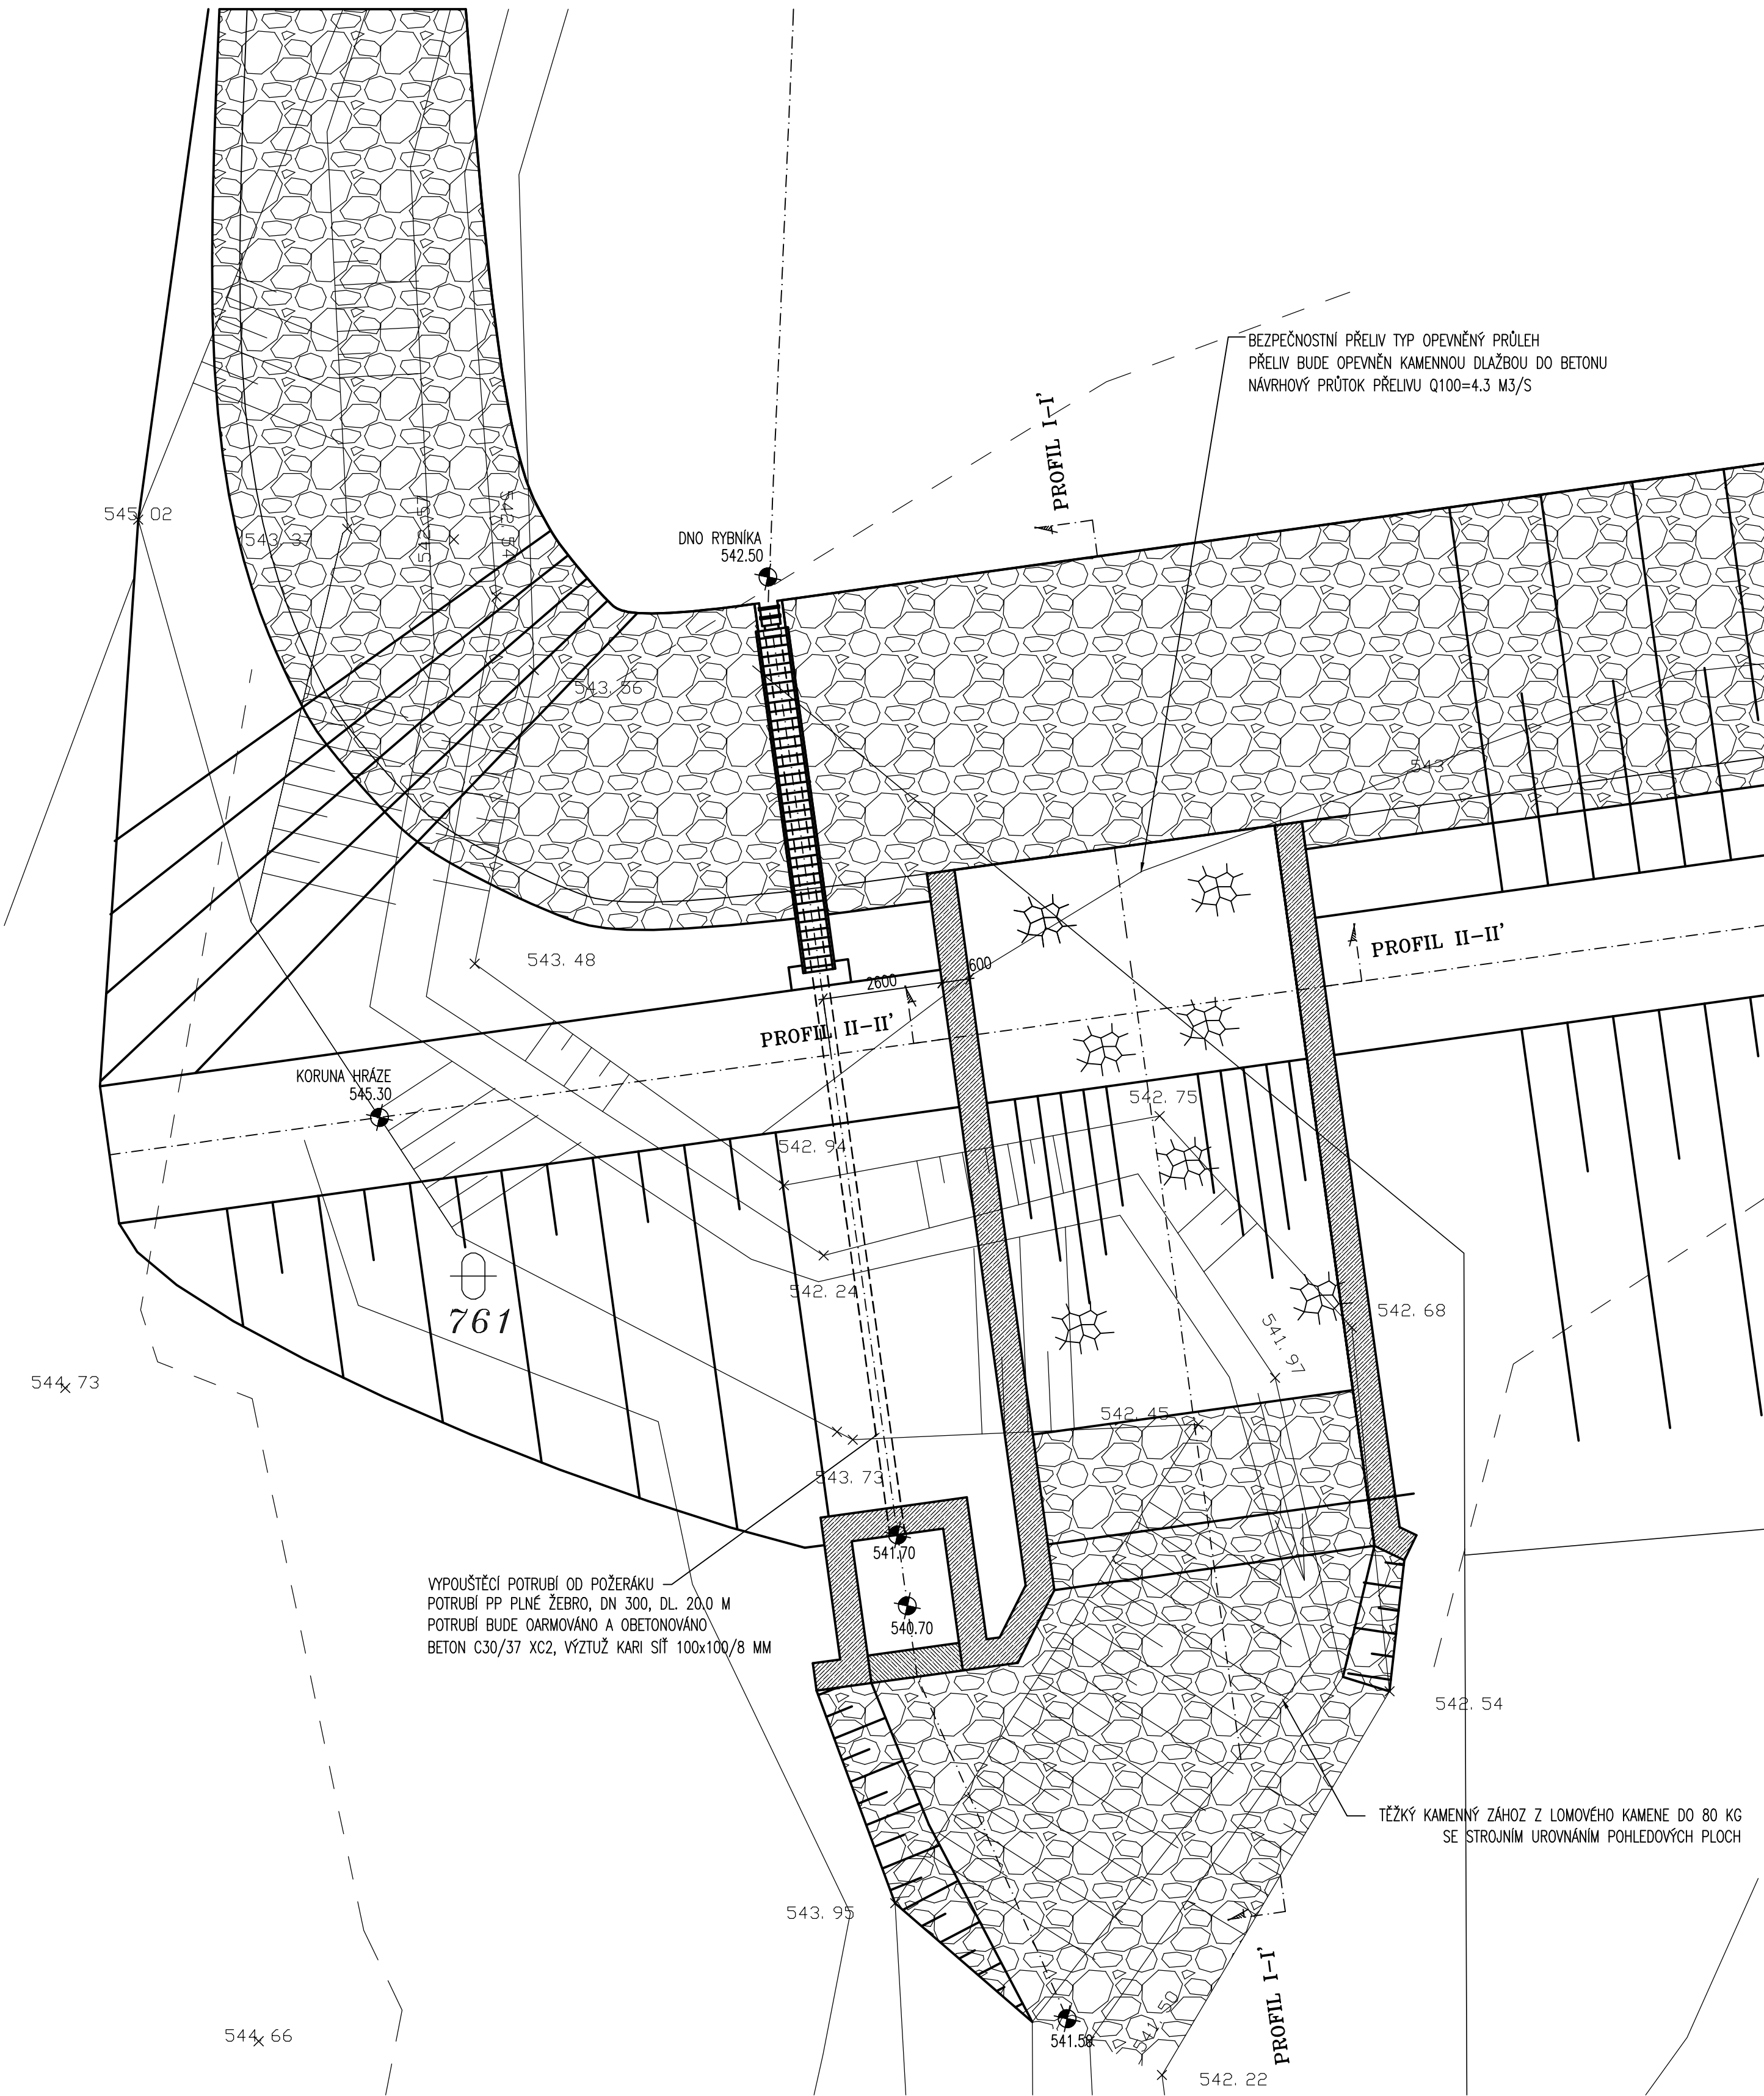 BEZPEČNOSTNÍ PŘELIV TYP OPEVNĚNÝ PRŮLEH
PŘELIV BUDE OPEVNĚN KAMENNOU DLAŽBOU DO BETONU
NÁVRHOVÝ PRŮTOK PŘELIVU Q100=4.3 M3/S
PROFIL I-I'
545. 02
543. 37
542. 57
542. 54
DNO RYBNÍKA
542.50
543. 56
543
543. 48
2600
600
PROFIL II-II'
PROFIL II-II'
KORUNA HRÁZE
545.30
542. 75
542. 94
542. 24
761
542. 68
541. 97
544. 73
542. 45
543. 73
541.70
VYPOUŠTĚCÍ POTRUBÍ OD POŽERÁKU
POTRUBÍ PP PLNÉ ŽEBRO, DN 300, DL. 20.0 M
POTRUBÍ BUDE OARMOVÁNO A OBETONOVÁNO
BETON C30/37 XC2, VÝZTUŽ KARI SÍŤ 100x100/8 MM
540.70
542. 54
TĚŽKÝ KAMENNÝ ZÁHOZ Z LOMOVÉHO KAMENE DO 80 KG
SE STROJNÍM UROVNÁNÍM POHLEDOVÝCH PLOCH
543. 95
PROFIL I-I'
544. 66
541.58
541. 50
542. 22